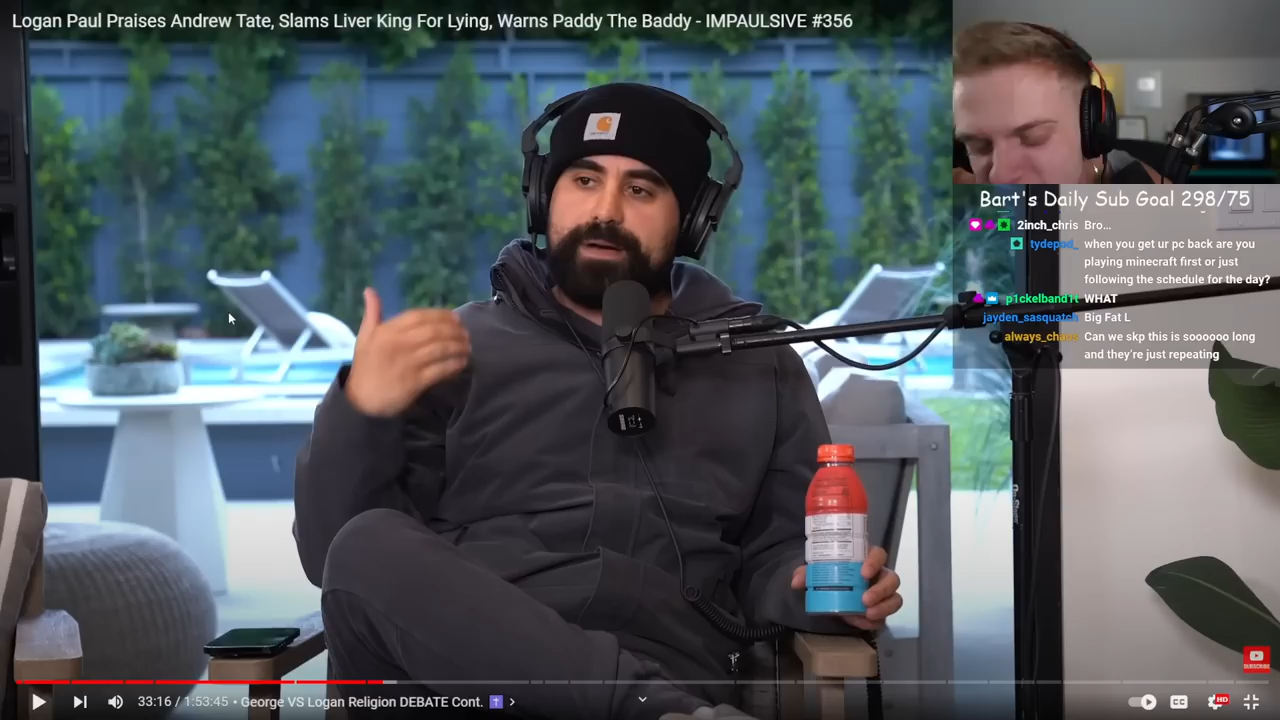 Logan Paul Praises Andrew Tate, Slams Liver King For Lying, Warns Paddy The Baddy - IMPAULSIVE #356
Bart's Daily Sub Goal 298/75
2inch_chris Bro...
when you get ur pc back are you
playing minecraft first or just
following the schedule for the day?
p1ckelband1t WHAT
jayden_sasquatch Big Fat L
Can we skp this is soooooo long
and they're just repeating
SUBSCRIBE
33:16 / 1:53:45 • George VS Logan Religion DEBATE Cont. ✝️ >
CC
HD